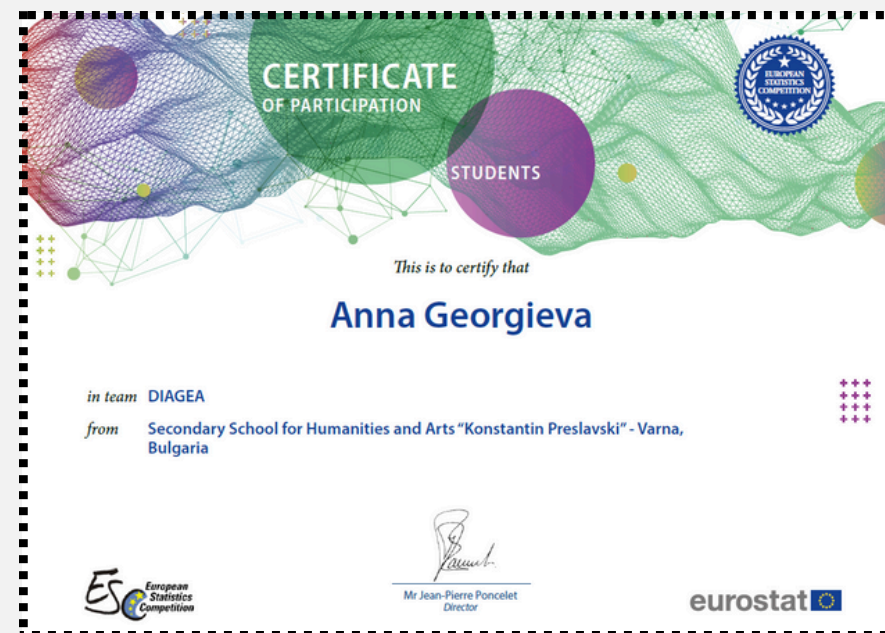 CERTIFICATE
OF PARTICIPATION
EUROPEAN
STATISTICS
COMPETITION
STUDENTS
This is to certify that
Anna Georgieva
in team DIAGEA
from Secondary School for Humanities and Arts “Konstantin Preslavski” - Varna,
Bulgaria
ESC
European
Statistics
Competition
Mr Jean-Pierre Poncelet
Director
eurostat